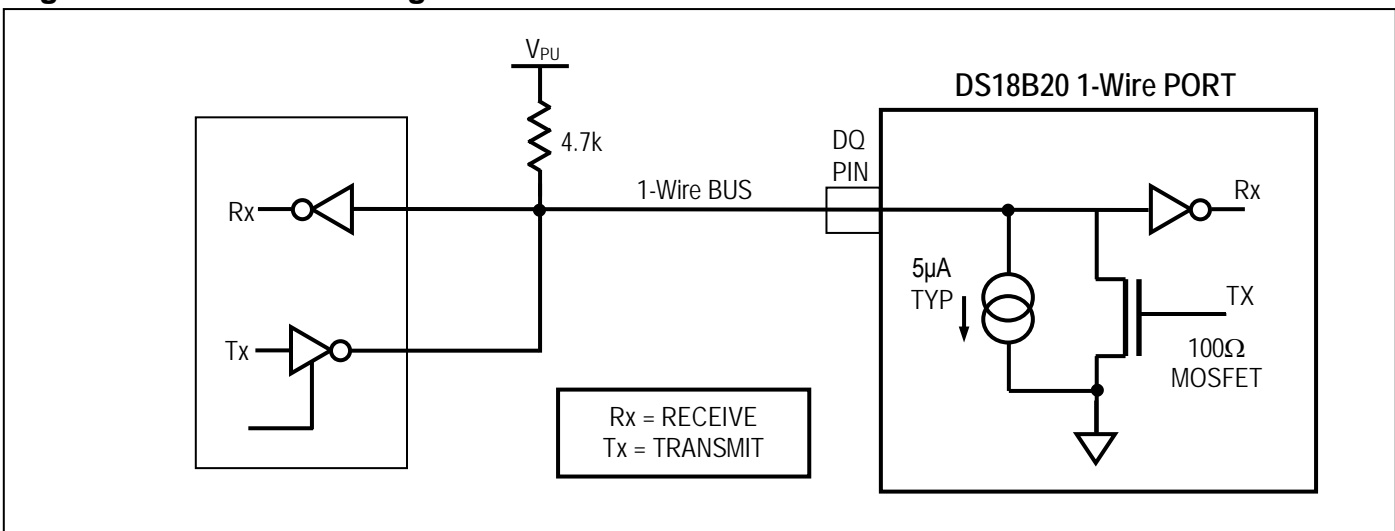 V_PU
4.7k
DS18B20 1-Wire PORT
DQ
PIN
1-Wire BUS
Rx
Rx
5µA
TYP
TX
100Ω
MOSFET
Tx
Rx = RECEIVE
Tx = TRANSMIT